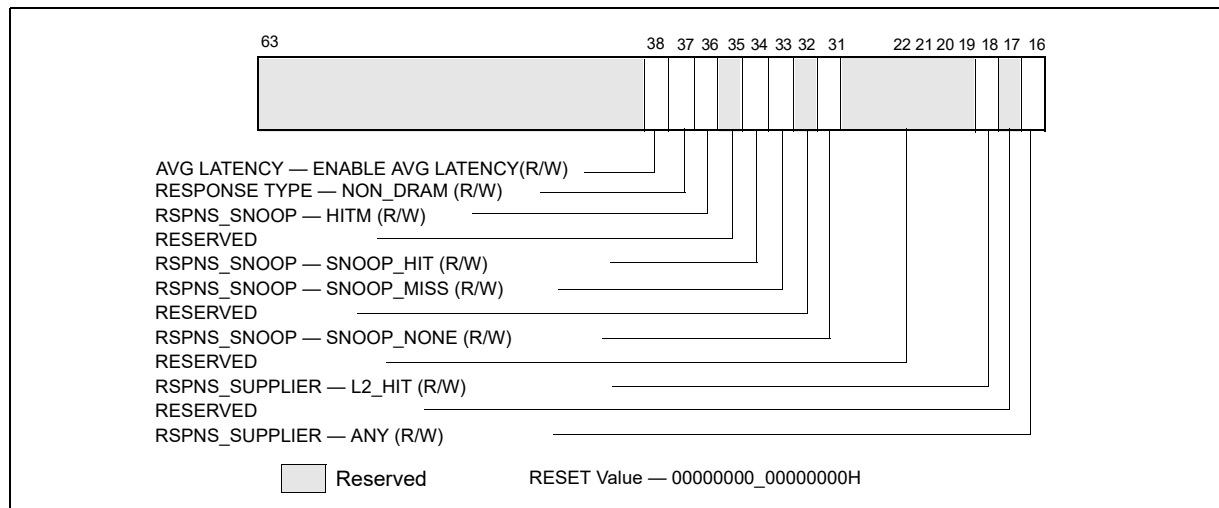 63 38 37 36 35 34 33 32 31 22 21 20 19 18 17 16
AVG LATENCY — ENABLE AVG LATENCY(R/W)
RESPONSE TYPE — NON_DRAM (R/W)
RSPNS_SNOOP — HITM (R/W)
RESERVED
RSPNS_SNOOP — SNOOP_HIT (R/W)
RSPNS_SNOOP — SNOOP_MISS (R/W)
RESERVED
RSPNS_SNOOP — SNOOP_NONE (R/W)
RESERVED
RSPNS_SUPPLIER — L2_HIT (R/W)
RESERVED
RSPNS_SUPPLIER — ANY (R/W)
Reserved RESET Value — 00000000_00000000H